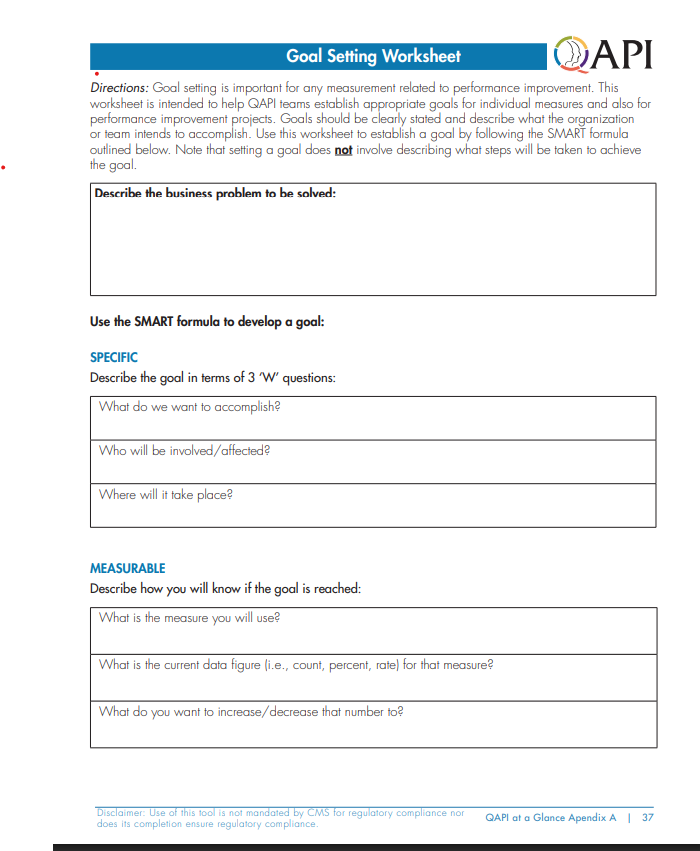 Goal Setting Worksheet
QAPI
Directions: Goal setting is important for any measurement related to performance improvement. This
worksheet is intended to help QAPI teams establish appropriate goals for individual measures and also for
performance improvement projects. Goals should be clearly stated and describe what the organization
or team intends to accomplish. Use this worksheet to establish a goal by following the SMART formula
outlined below. Note that setting a goal does not involve describing what steps will be taken to achieve
the goal.
Describe the business problem to be solved:
Use the SMART formula to develop a goal:
SPECIFIC
Describe the goal in terms of 3 ‘W’ questions:
What do we want to accomplish?
Who will be involved/affected?
Where will it take place?
MEASURABLE
Describe how you will know if the goal is reached:
What is the measure you will use?
What is the current data figure (i.e., count, percent, rate) for that measure?
What do you want to increase/decrease that number to?
Disclaimer: Use of this tool is not mandated by CMS for regulatory compliance nor
does its completion ensure regulatory compliance.
QAPI at a Glance Apendix A | 37